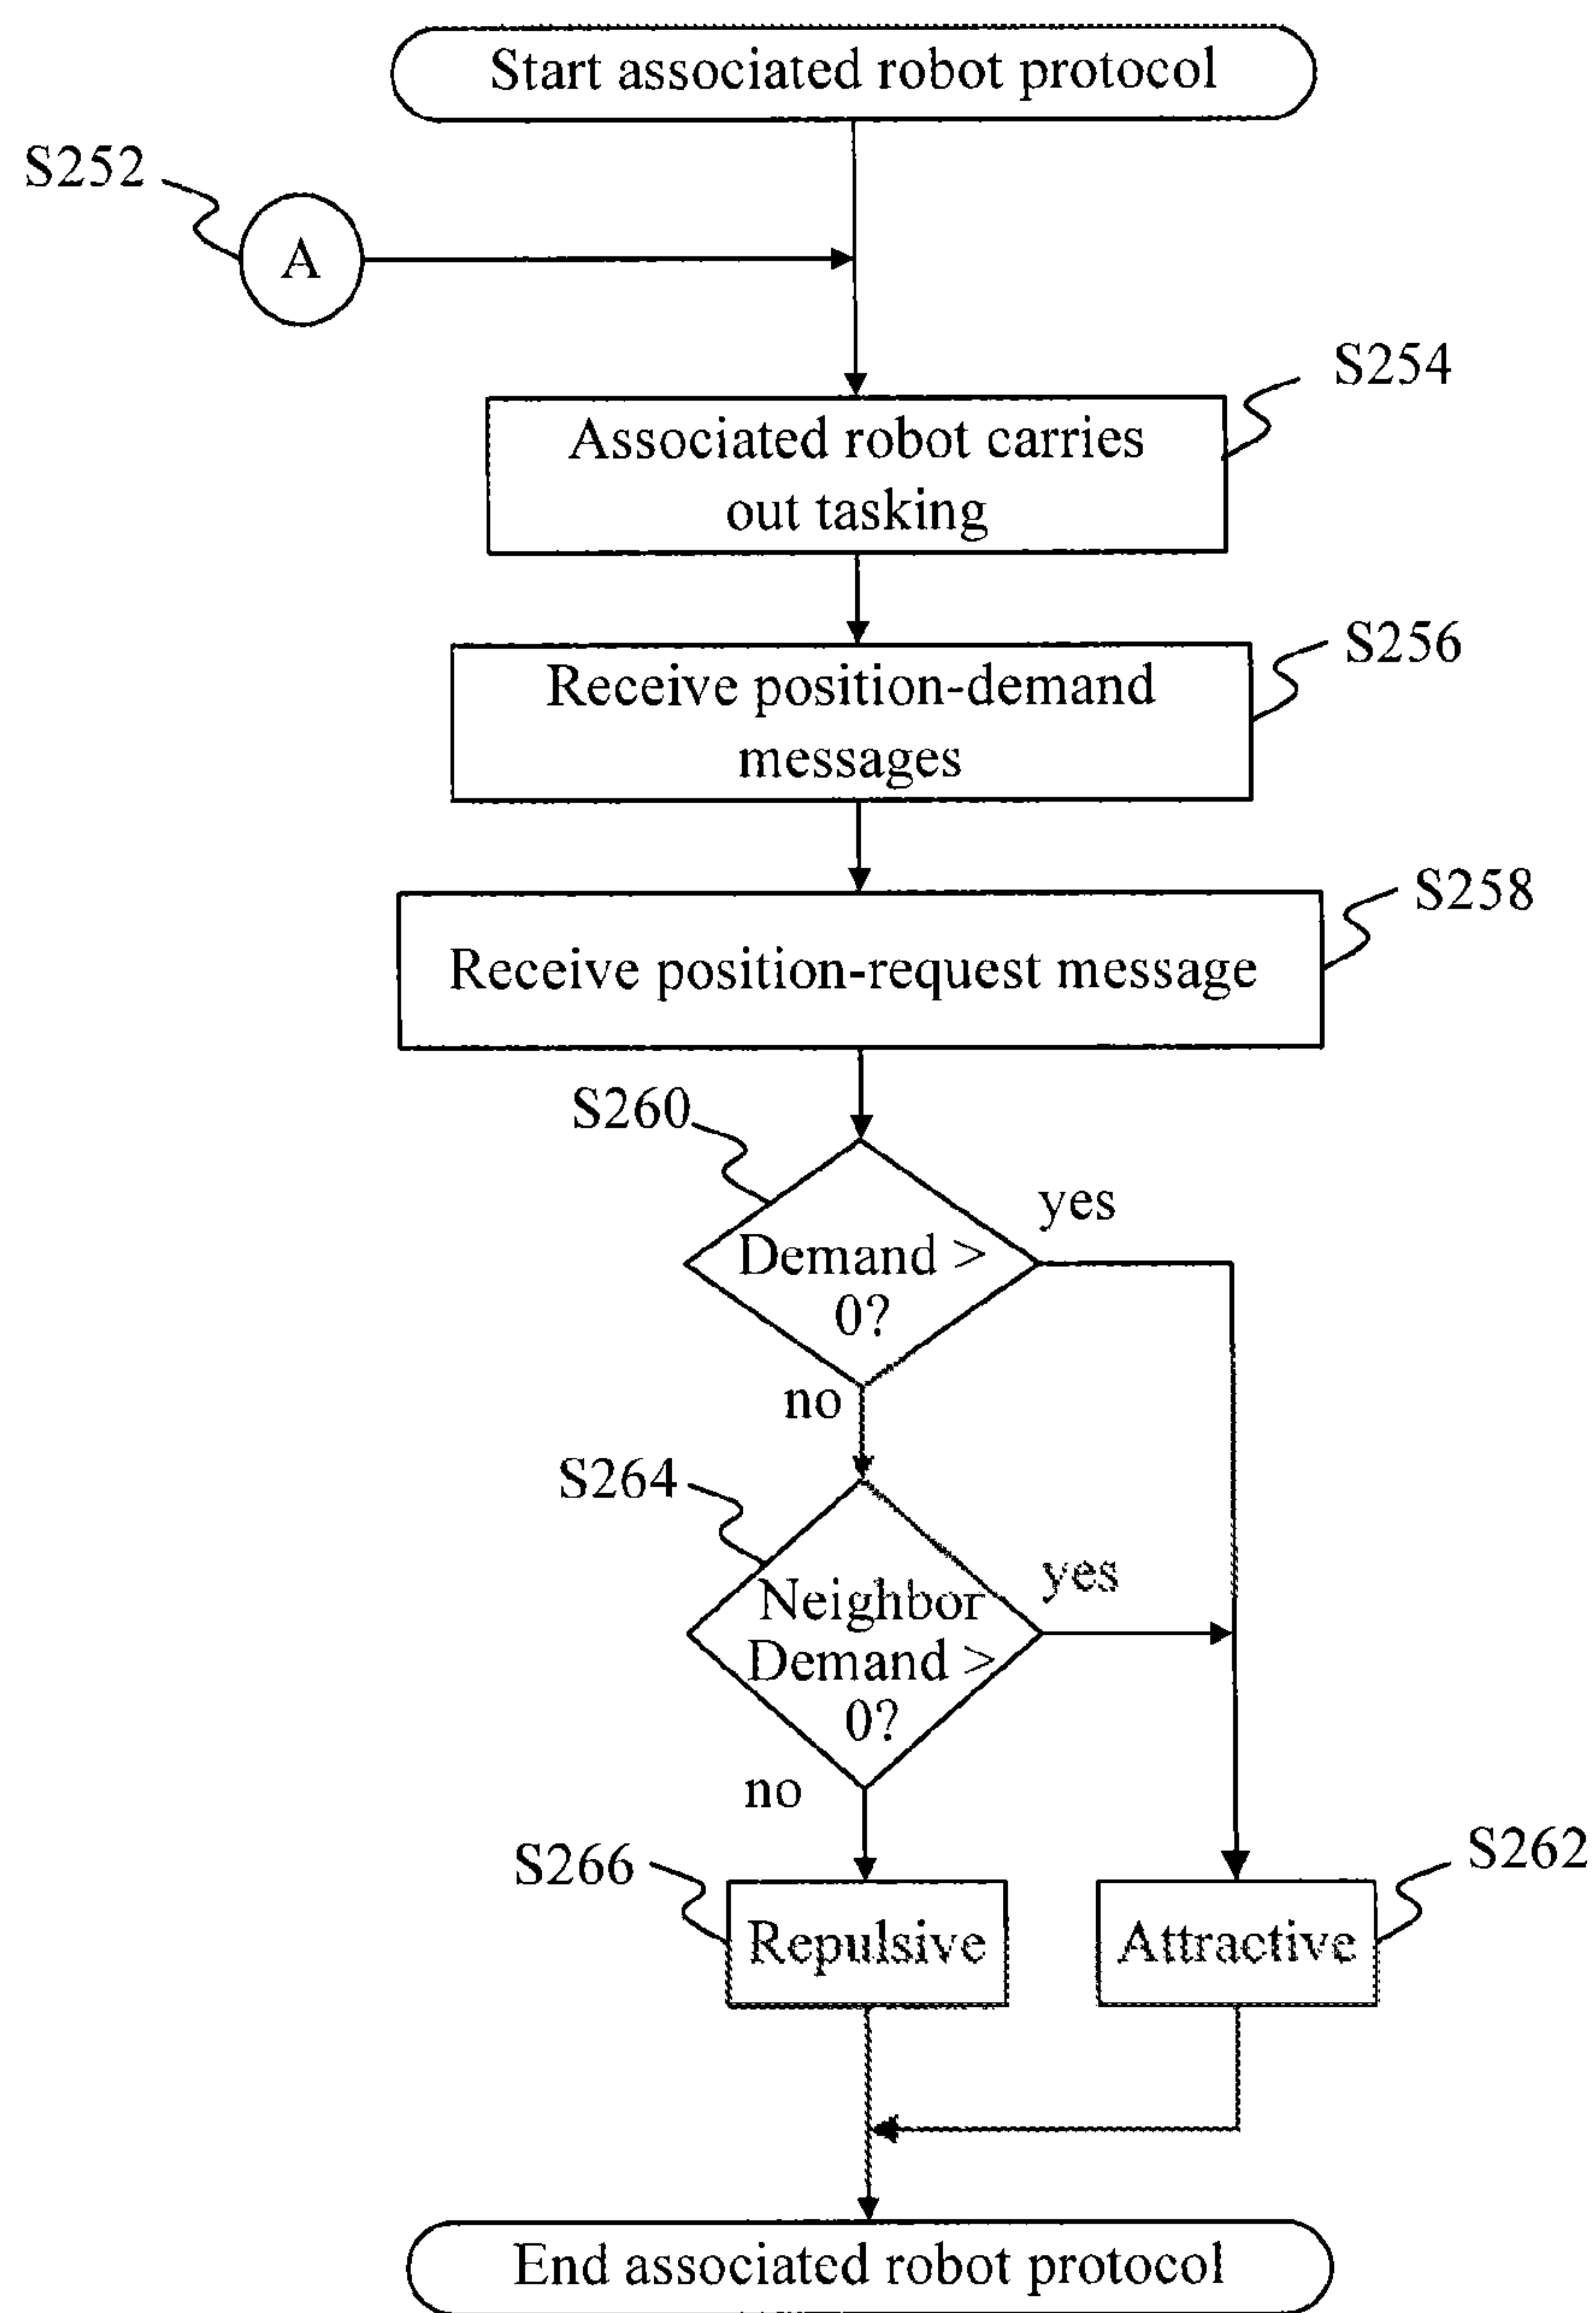 Start associated robot protocol
S252
A
S254
Associated robot carries
out tasking
S256
Receive position-demand
messages
S258
Receive position-request message
S260
yes
Demand >
0?
no
S264
yes
Neighbor
Demand >
0?
no
S266
S262
Repulsive
Attractive
End associated robot protocol